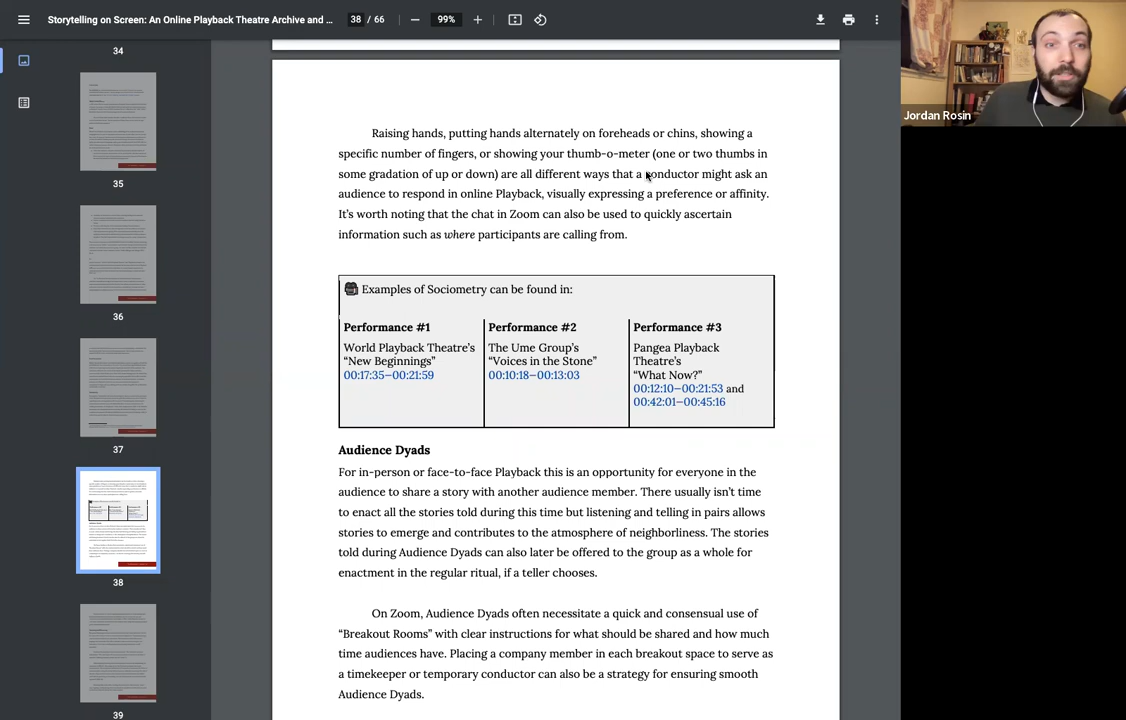 Storytelling on Screen: An Online Playback Theatre Archive and ...
38 / 66
99%
Jordan Rosin
34
35
36
37
38
39
Raising hands, putting hands alternately on foreheads or chins, showing a
specific number of fingers, or showing your thumb-o-meter (one or two thumbs in
some gradation of up or down) are all different ways that a conductor might ask an
audience to respond in online Playback, visually expressing a preference or affinity.
It's worth noting that the chat in Zoom can also be used to quickly ascertain
information such as where participants are calling from.
Examples of Sociometry can be found in:
Performance #1
World Playback Theatre's
"New Beginnings"
00:17:35—00:21:59
Performance #2
The Ume Group's
"Voices in the Stone"
00:10:18—00:13:03
Performance #3
Pangea Playback
Theatre's
"What Now?"
00:12:10—00:21:53 and
00:42:01—00:45:16
Audience Dyads
For in-person or face-to-face Playback this is an opportunity for everyone in the
audience to share a story with another audience member. There usually isn't time
to enact all the stories told during this time but listening and telling in pairs allows
stories to emerge and contributes to the atmosphere of neighborliness. The stories
told during Audience Dyads can also later be offered to the group as a whole for
enactment in the regular ritual, if a teller chooses.
On Zoom, Audience Dyads often necessitate a quick and consensual use of
"Breakout Rooms" with clear instructions for what should be shared and how much
time audiences have. Placing a company member in each breakout space to serve as
a timekeeper or temporary conductor can also be a strategy for ensuring smooth
Audience Dyads.